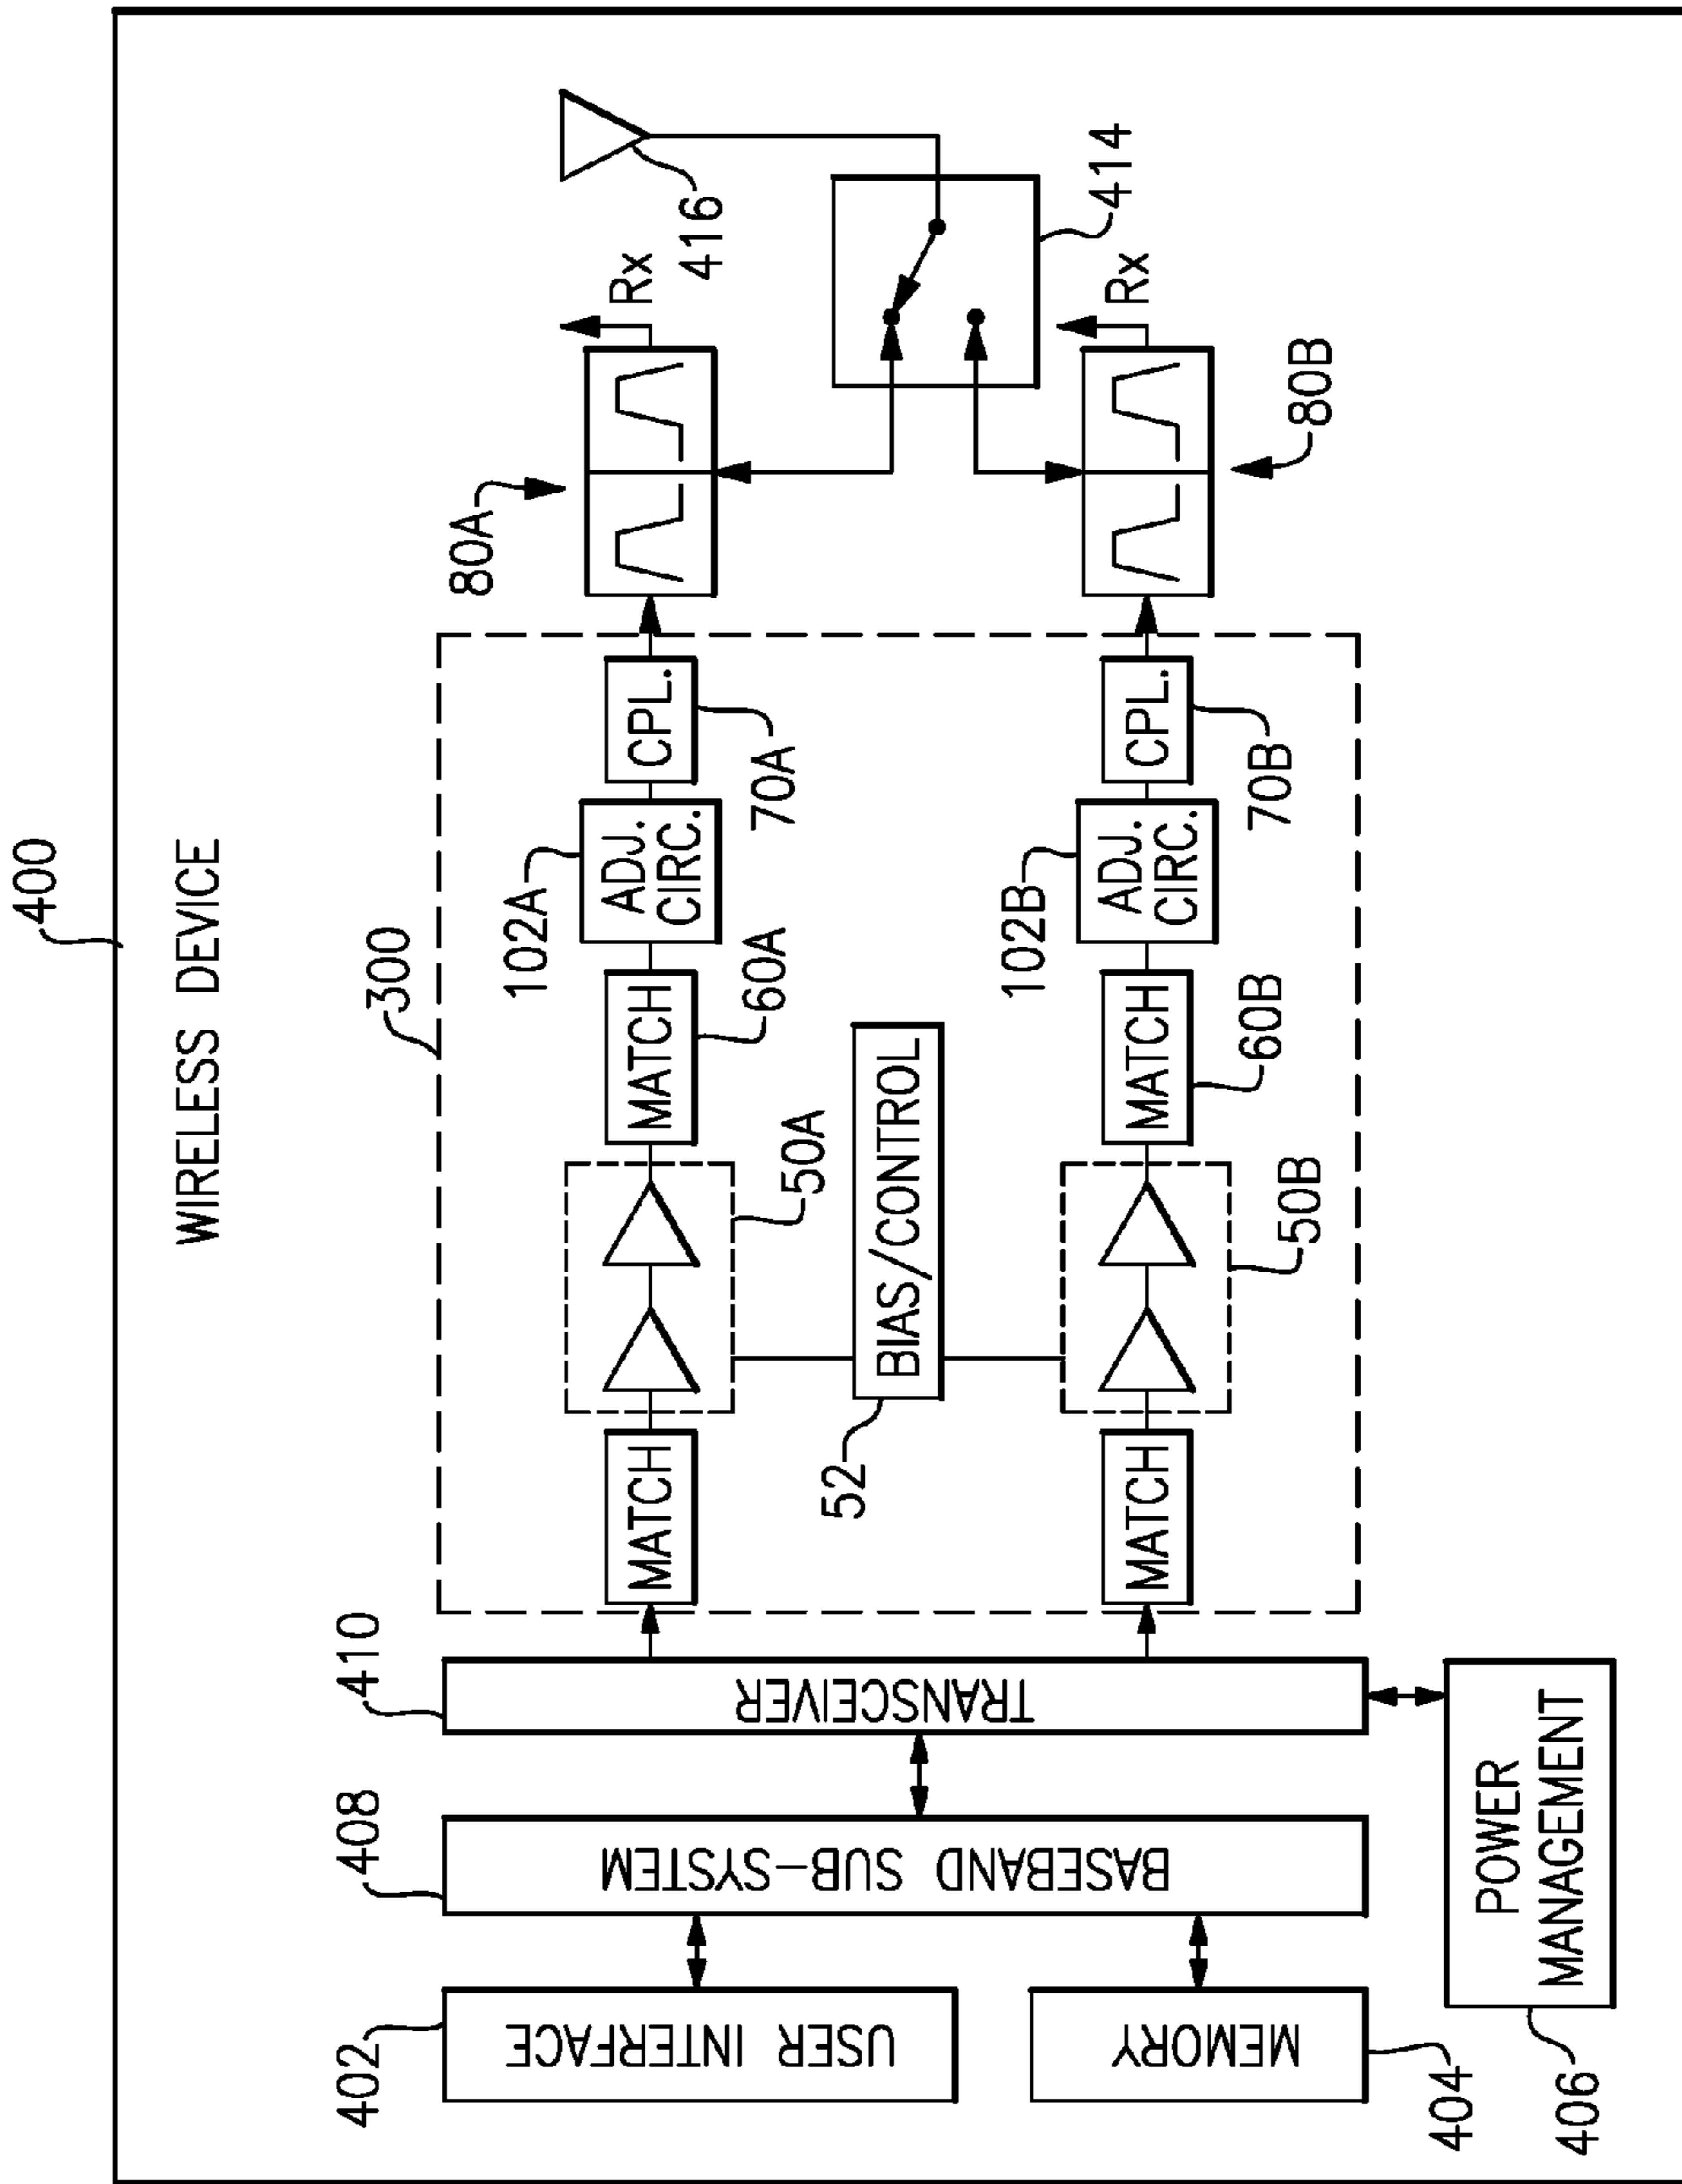 400
WIRELESS DEVICE
300
402
408
410
USER INTERFACE
BASEBAND SUB-SYSTEM
TRANSCEIVER
MEMORY
404
POWER
MANAGEMENT
406
MATCH
50A
MATCH
60A
102A
ADJ.
CIRC.
CPL.
70A
80A
Rx
416
52
BIAS/CONTROL
414
MATCH
50B
MATCH
60B
102B
ADJ.
CIRC.
CPL.
70B
80B
Rx